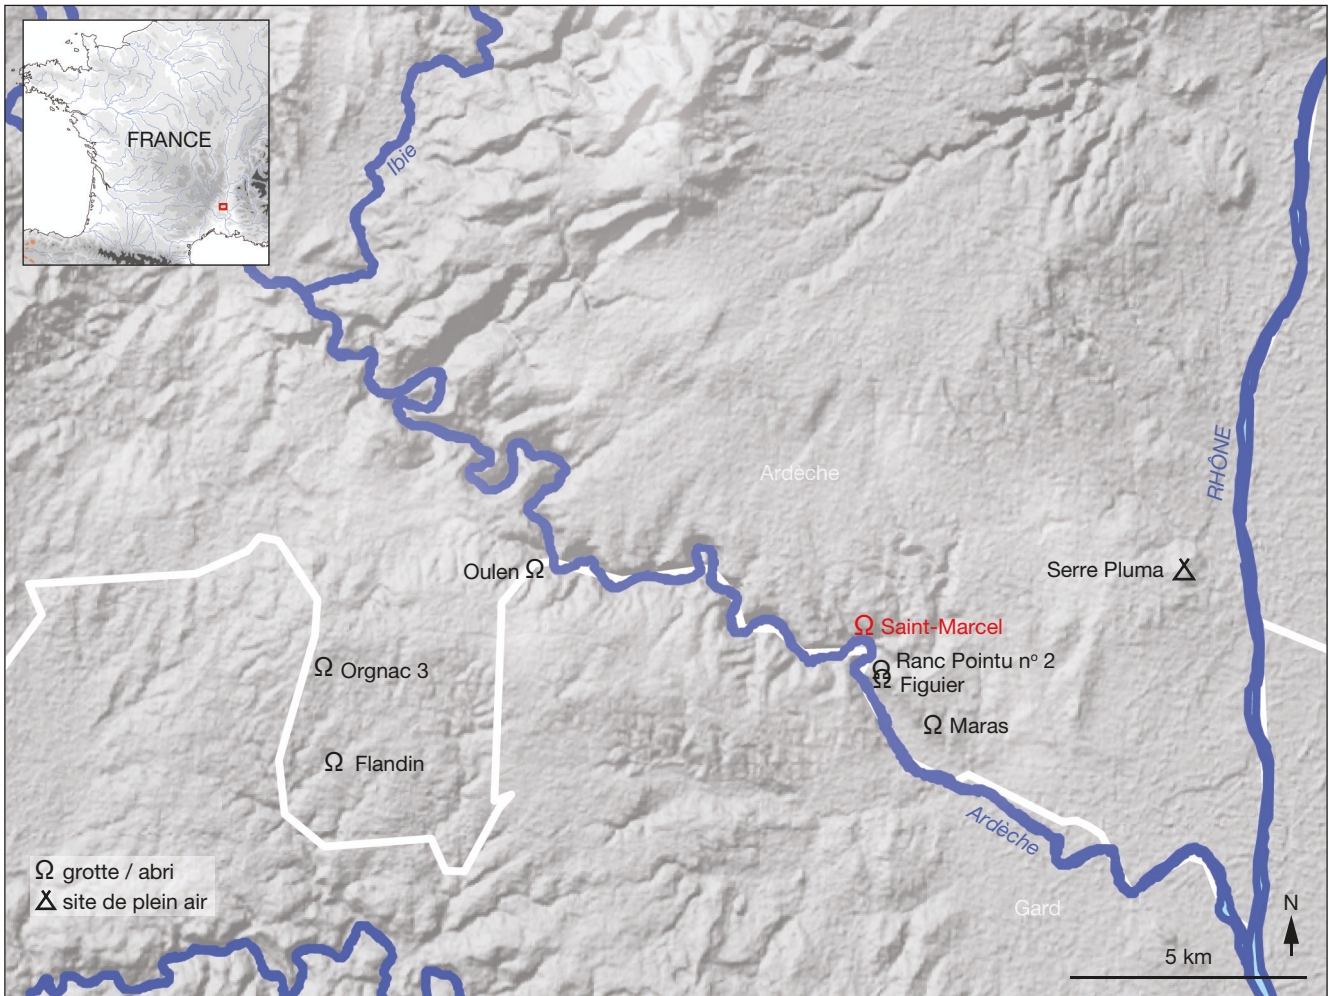 FRANCE
Ibie
RHÔNE
Ardèche
Oulen
Serre Pluma
Saint-Marcel
Ranc Pointu nº 2
Figuier
Orgnac 3
Maras
Flandin
Ardèche
Gard
grotte / abri
site de plein air
N
5 km